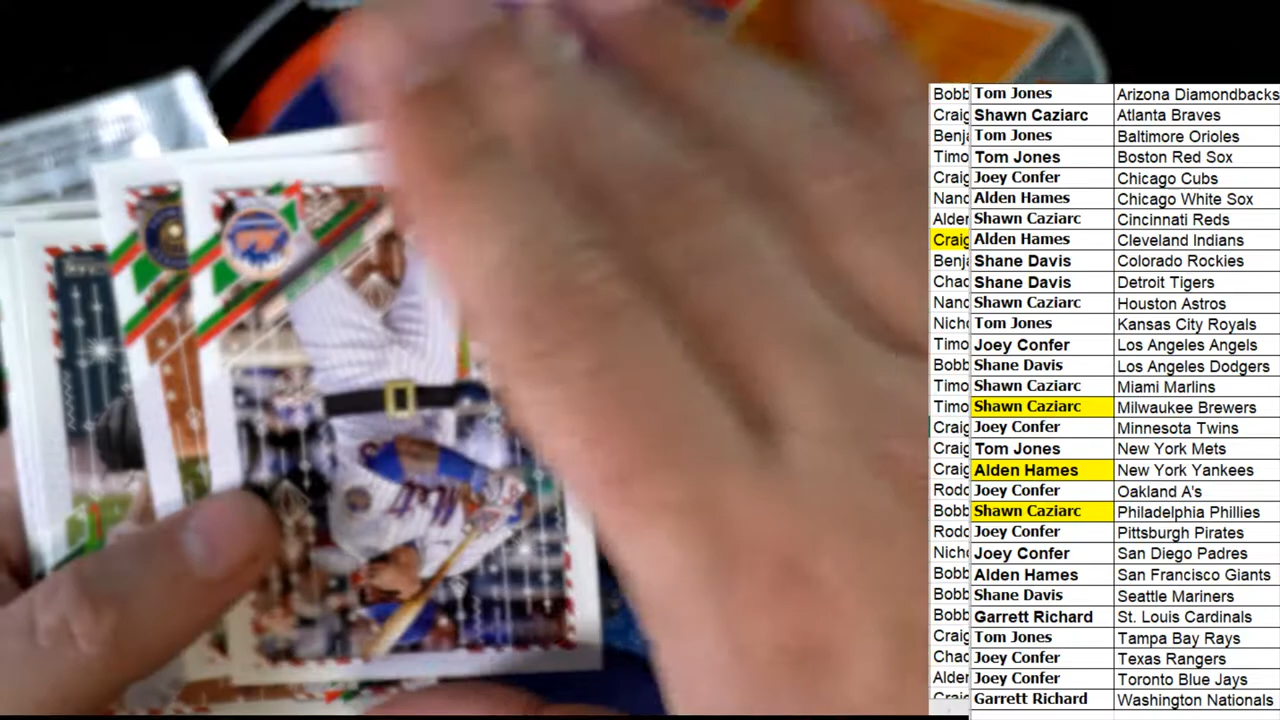 Bobb Tom Jones Arizona Diamondbacks
Craig Shawn Caziarc Atlanta Braves
Benja Tom Jones Baltimore Orioles
Timo Tom Jones Boston Red Sox
Craig Joey Confer Chicago Cubs
Nanc Alden Hames Chicago White Sox
Alder Shawn Caziarc Cincinnati Reds
Craig Alden Hames Cleveland Indians
Benja Shane Davis Colorado Rockies
Chad Shane Davis Detroit Tigers
Nanc Shawn Caziarc Houston Astros
Nicho Tom Jones Kansas City Royals
Timo Joey Confer Los Angeles Angels
Bobb Shane Davis Los Angeles Dodgers
Timo Shawn Caziarc Miami Marlins
Timo Shawn Caziarc Milwaukee Brewers
Craig Joey Confer Minnesota Twins
Craig Tom Jones New York Mets
Craig Alden Hames New York Yankees
Rodo Joey Confer Oakland A's
Bobb Shawn Caziarc Philadelphia Phillies
Rodo Joey Confer Pittsburgh Pirates
Nicho Joey Confer San Diego Padres
Bobb Alden Hames San Francisco Giants
Bobb Shane Davis Seattle Mariners
Bobb Garrett Richard St. Louis Cardinals
Craig Tom Jones Tampa Bay Rays
Chad Joey Confer Texas Rangers
Alder Joey Confer Toronto Blue Jays
Craig Garrett Richard Washington Nationals